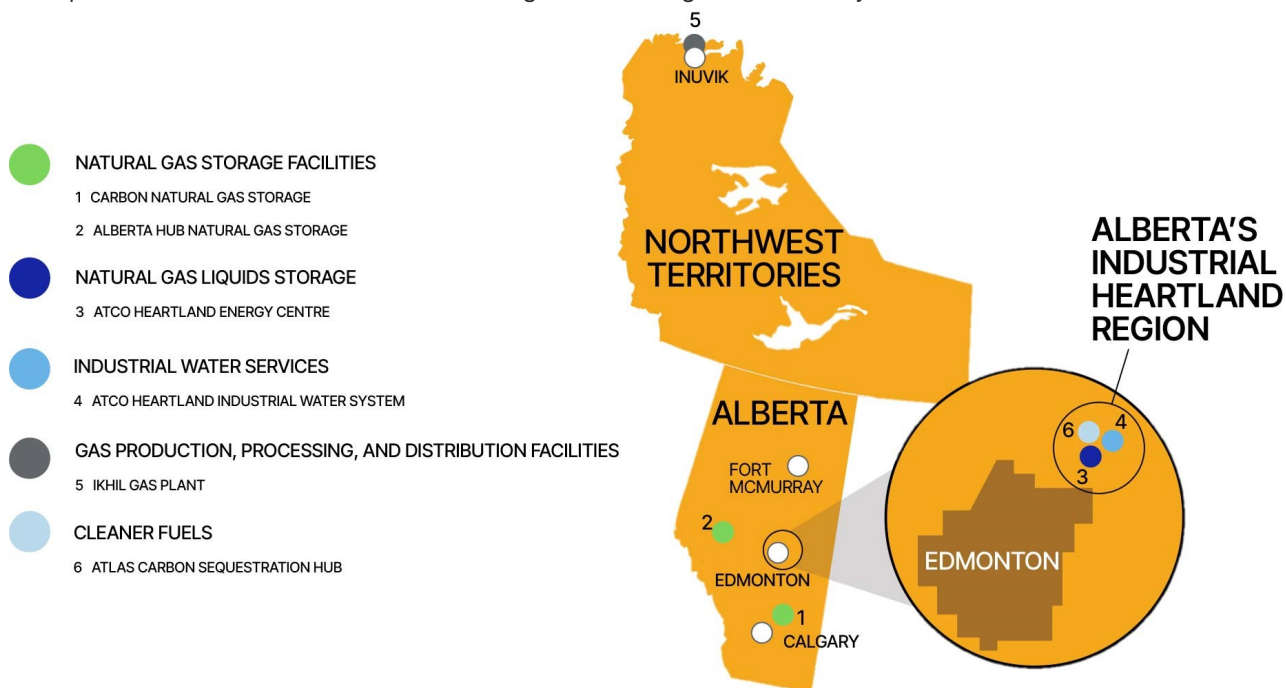 5
INUVIK
NATURAL GAS STORAGE FACILITIES
1 CARBON NATURAL GAS STORAGE
2 ALBERTA HUB NATURAL GAS STORAGE
NATURAL GAS LIQUIDS STORAGE
3 ATCO HEARTLAND ENERGY CENTRE
INDUSTRIAL WATER SERVICES
4 ATCO HEARTLAND INDUSTRIAL WATER SYSTEM
GAS PRODUCTION, PROCESSING, AND DISTRIBUTION FACILITIES
5 IKHIL GAS PLANT
CLEANER FUELS
6 ATLAS CARBON SEQUESTRATION HUB
NORTHWEST
TERRITORIES
ALBERTA'S
INDUSTRIAL
HEARTLAND
REGION
ALBERTA
FORT
MCMURRAY
2
EDMONTON
1
CALGARY
6
4
3
EDMONTON